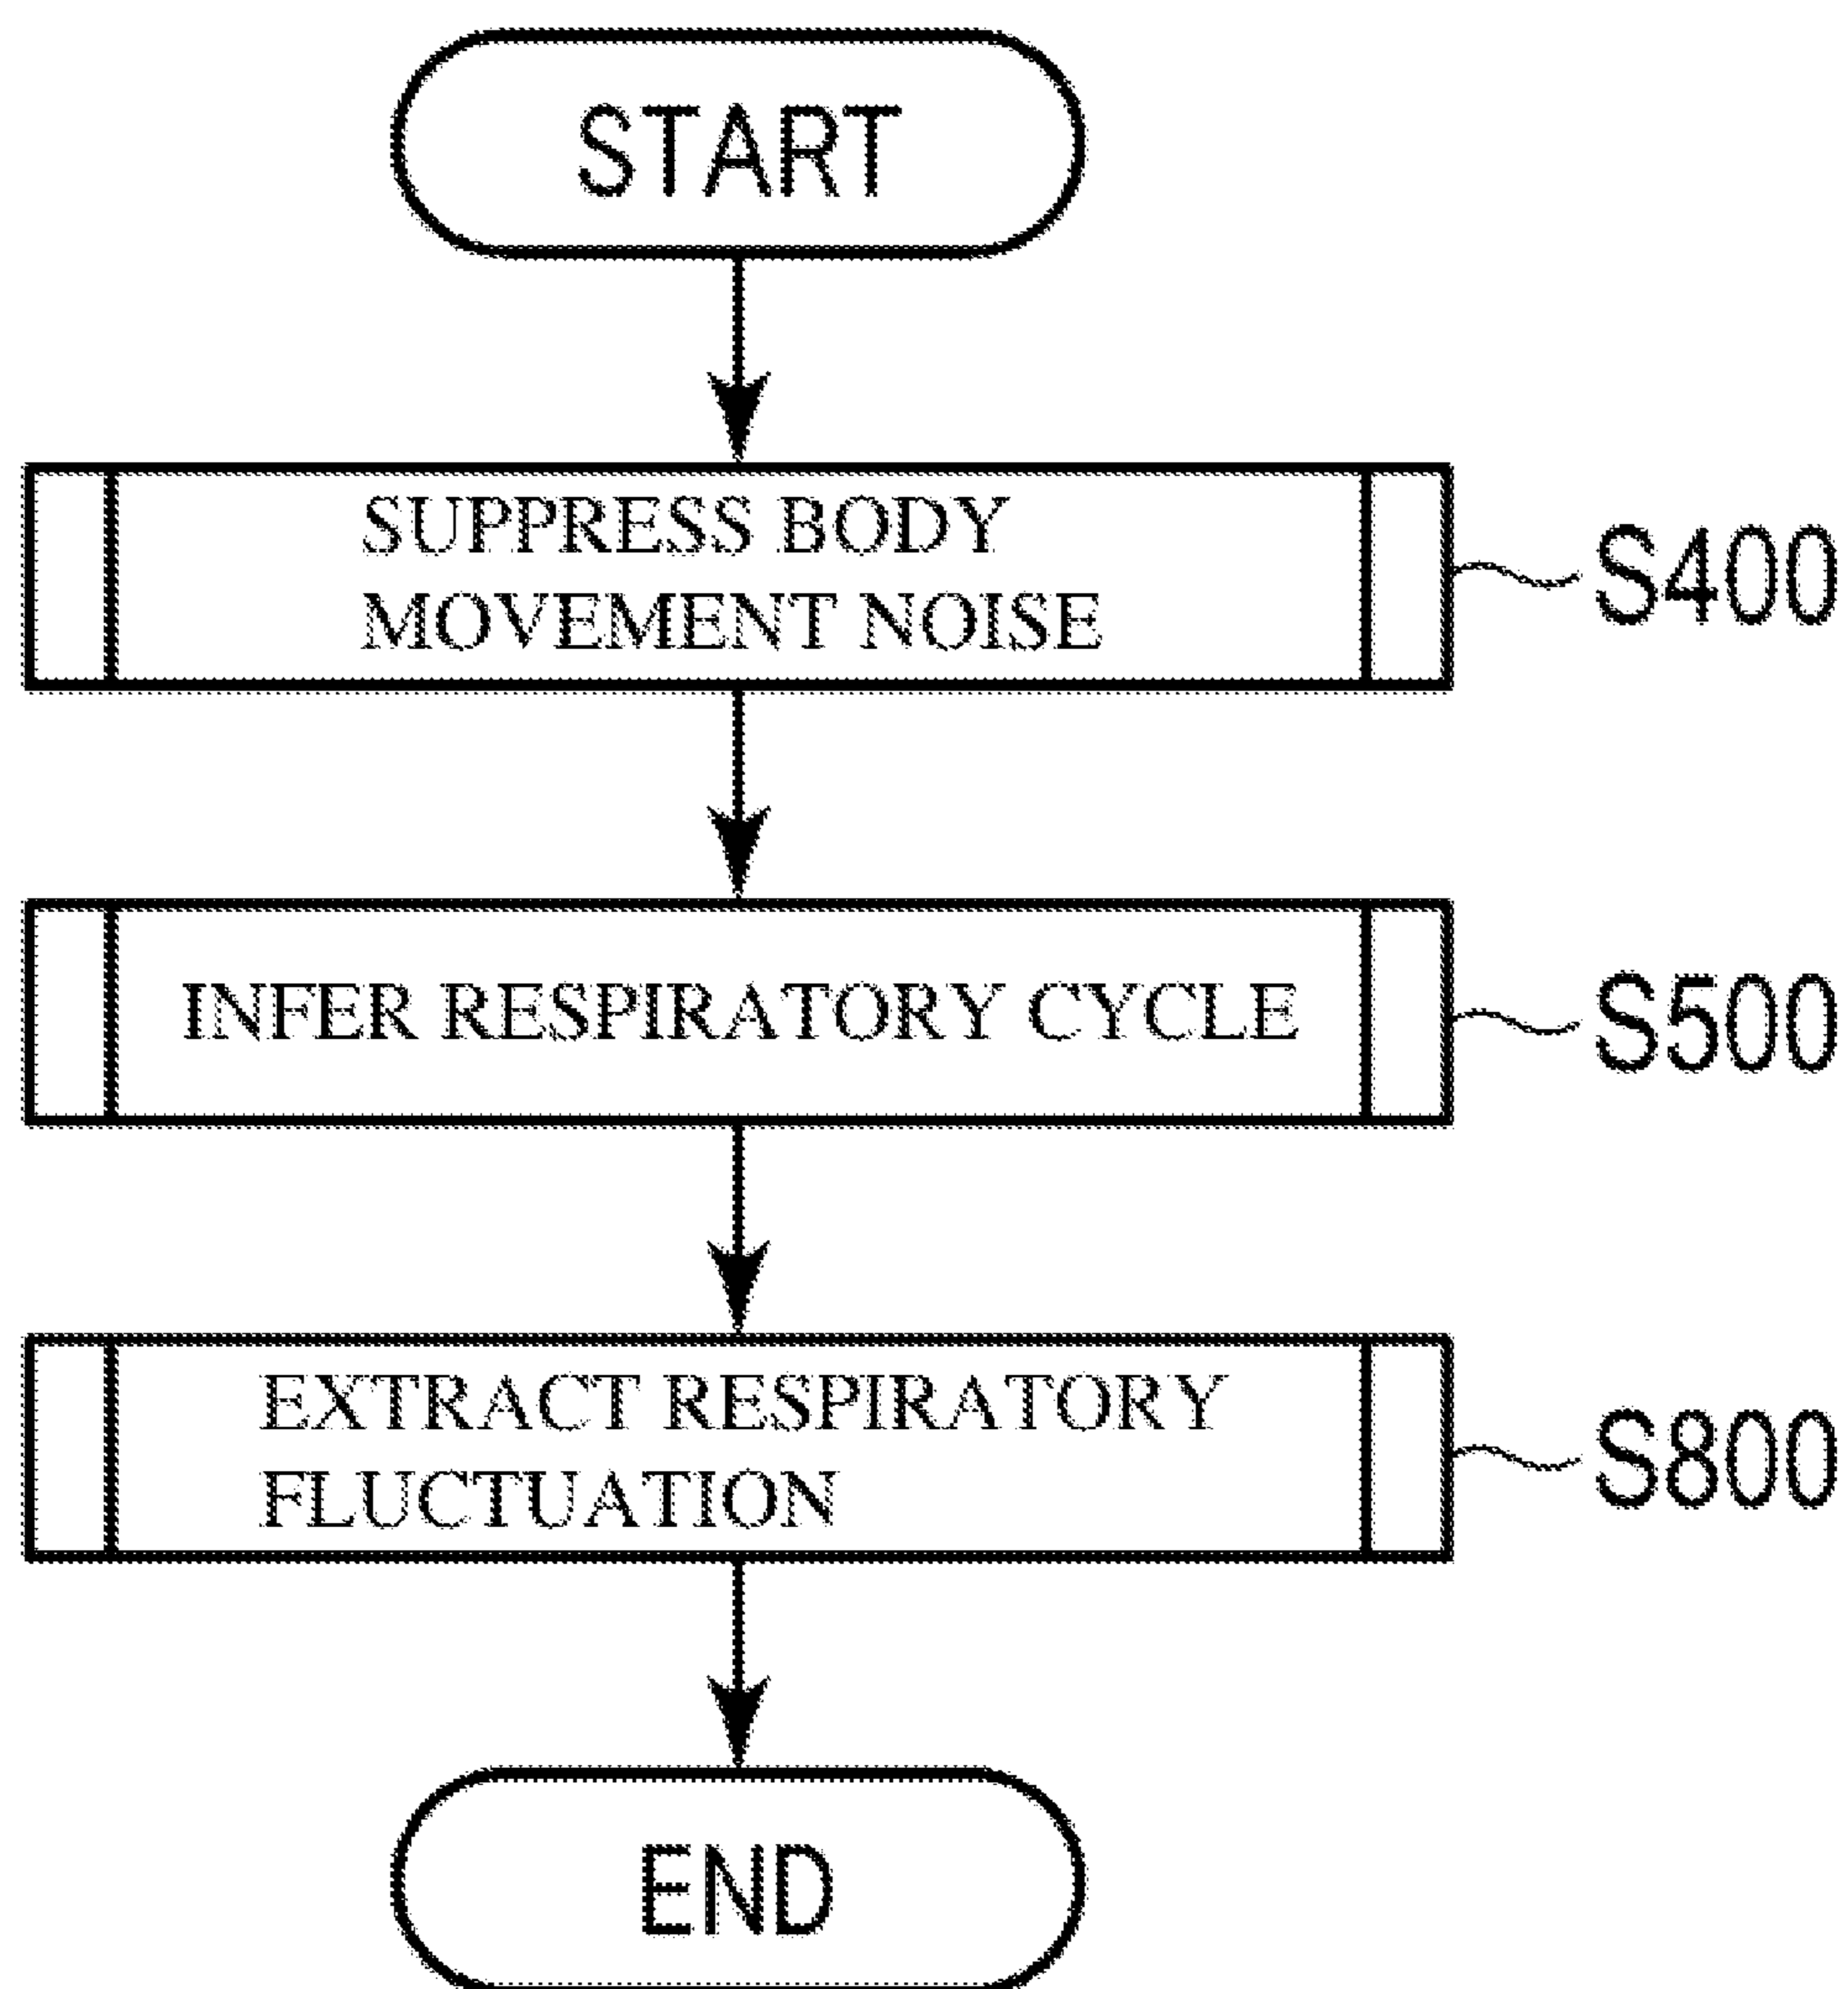 START
SUPPRESS BODY
MOVEMENT NOISE
S400
INFER RESPIRATORY CYCLE
S500
EXTRACT RESPIRATORY
FLUCTUATION
S800
END